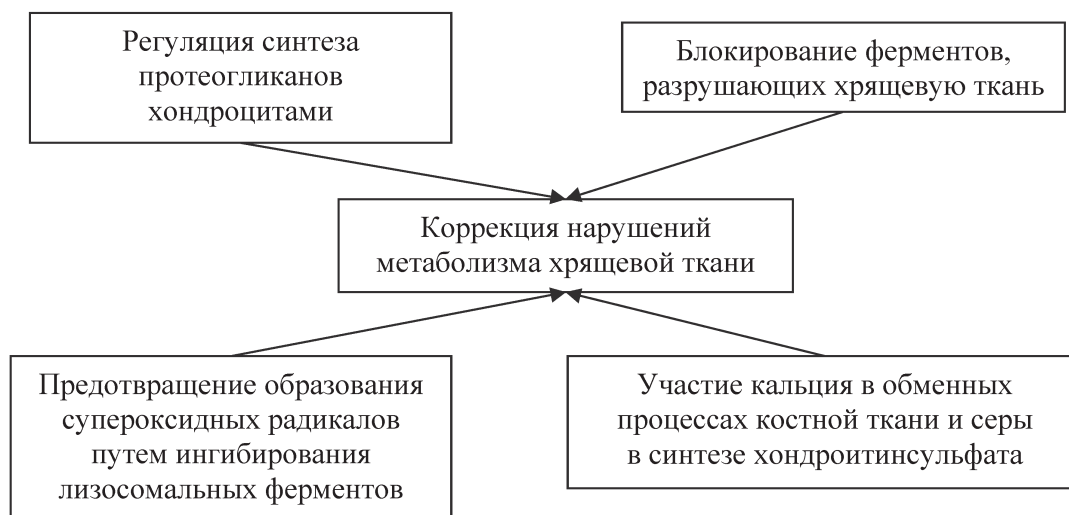 Регуляция синтеза
протеогликанов
хондроцитами
Блокирование ферментов,
разрушающих хрящевую ткань
Коррекция нарушений
метаболизма хрящевой ткани
Предотвращение образования
супероксидных радикалов
путем ингибирования
лизосомальных ферментов
Участие кальция в обменных
процессах костной ткани и серы
в синтезе хондроитинсульфата